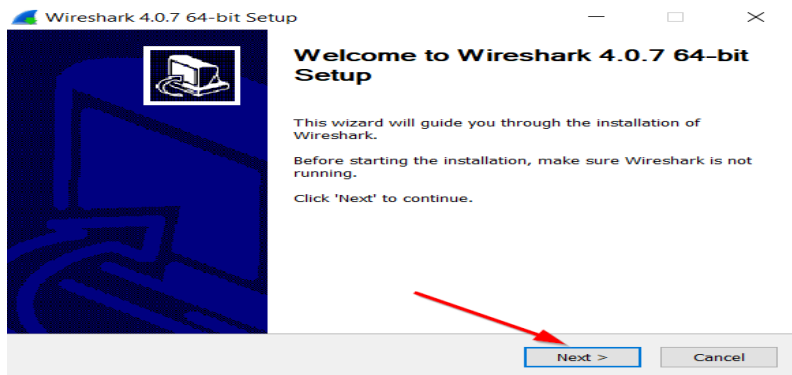 Wireshark 4.0.7 64-bit Setup
Welcome to Wireshark 4.0.7 64-bit
Setup
This wizard will guide you through the installation of
Wireshark.
Before starting the installation, make sure Wireshark is not
running.
Click 'Next' to continue.
Next >
Cancel